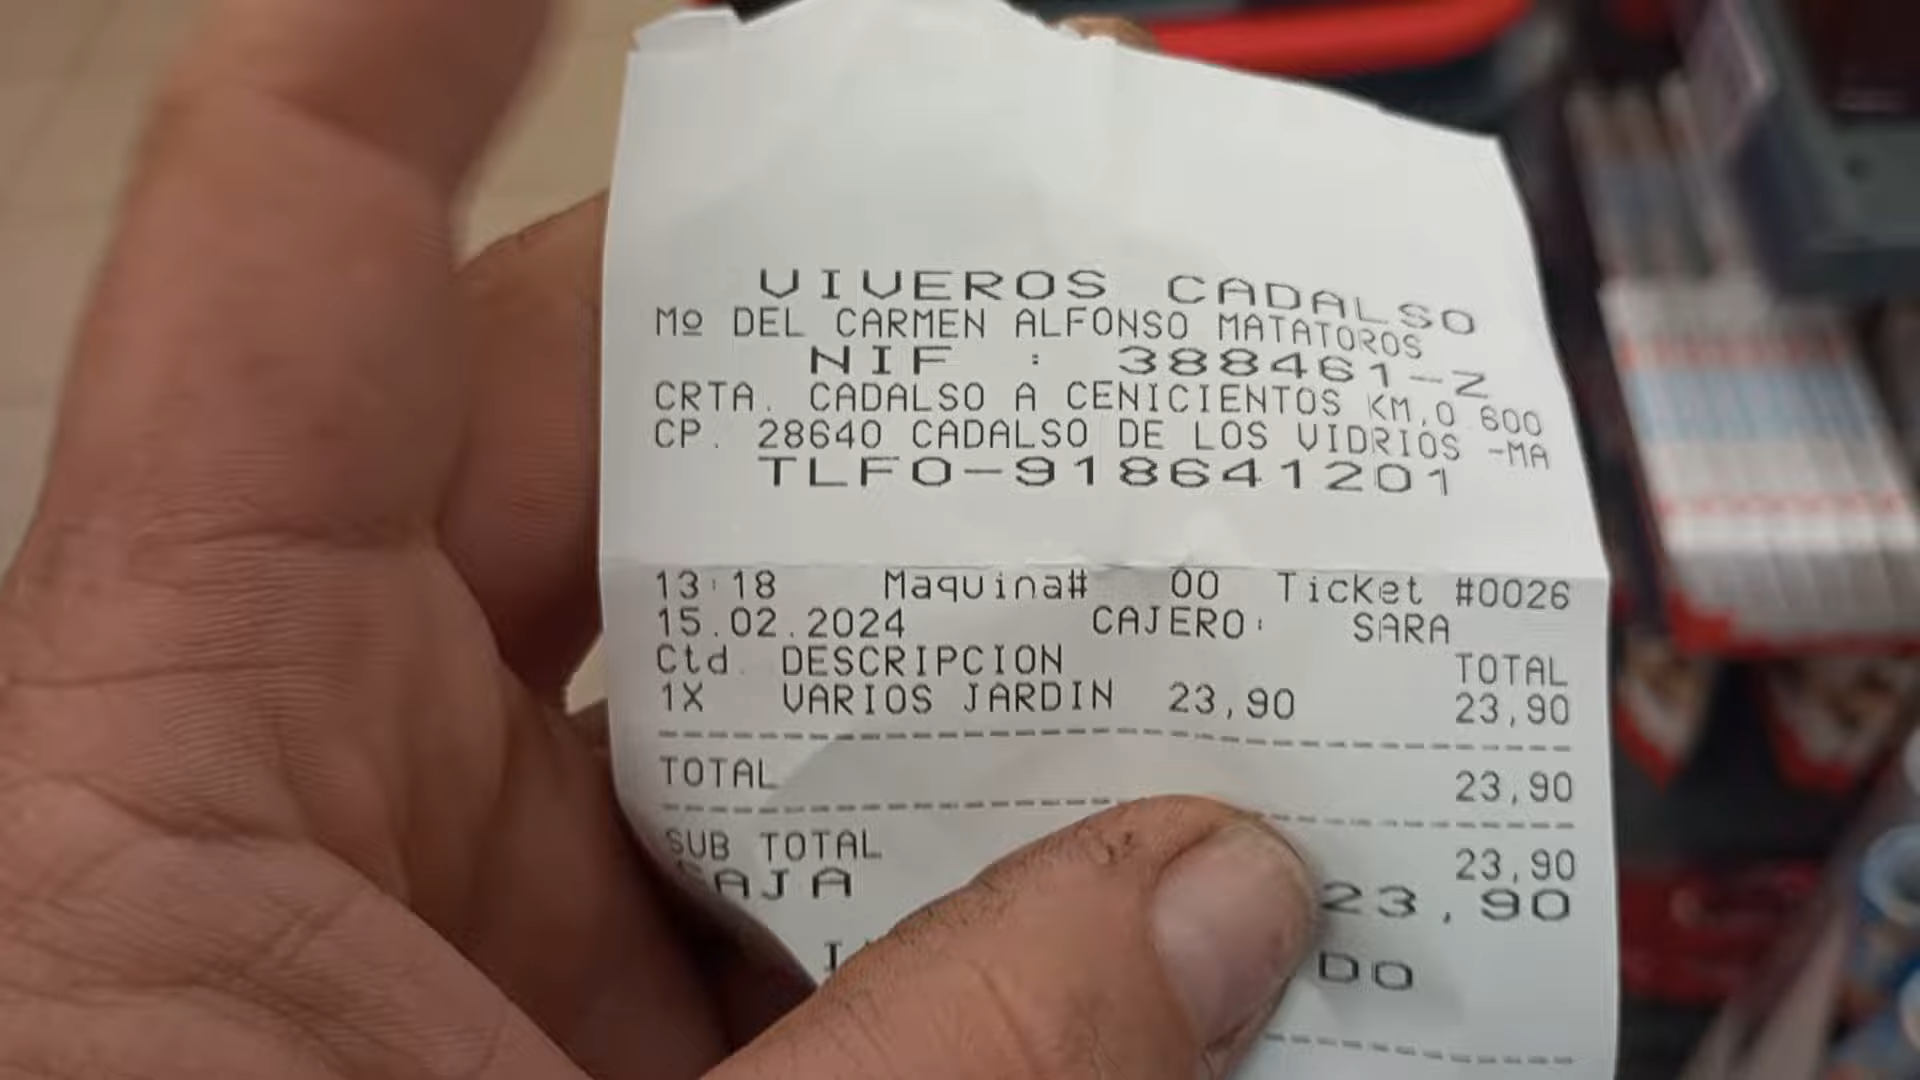 VIVEROS CADALSO
Mº DEL CARMEN ALFONSO MATATOROS
NIF : 388461-Z
CRTA. CADALSO A CENICIENTOS KM,0 600
CP. 28640 CADALSO DE LOS VIDRIOS -MA
TLFO-918641201
13:18 Maquina# 00 Ticket #0026
15.02.2024 CAJERO: SARA
Ctd. DESCRIPCION TOTAL
1X VARIOS JARDIN 23,90 23,90
TOTAL 23,90
SUB TOTAL 23,90
CAJA 23,90